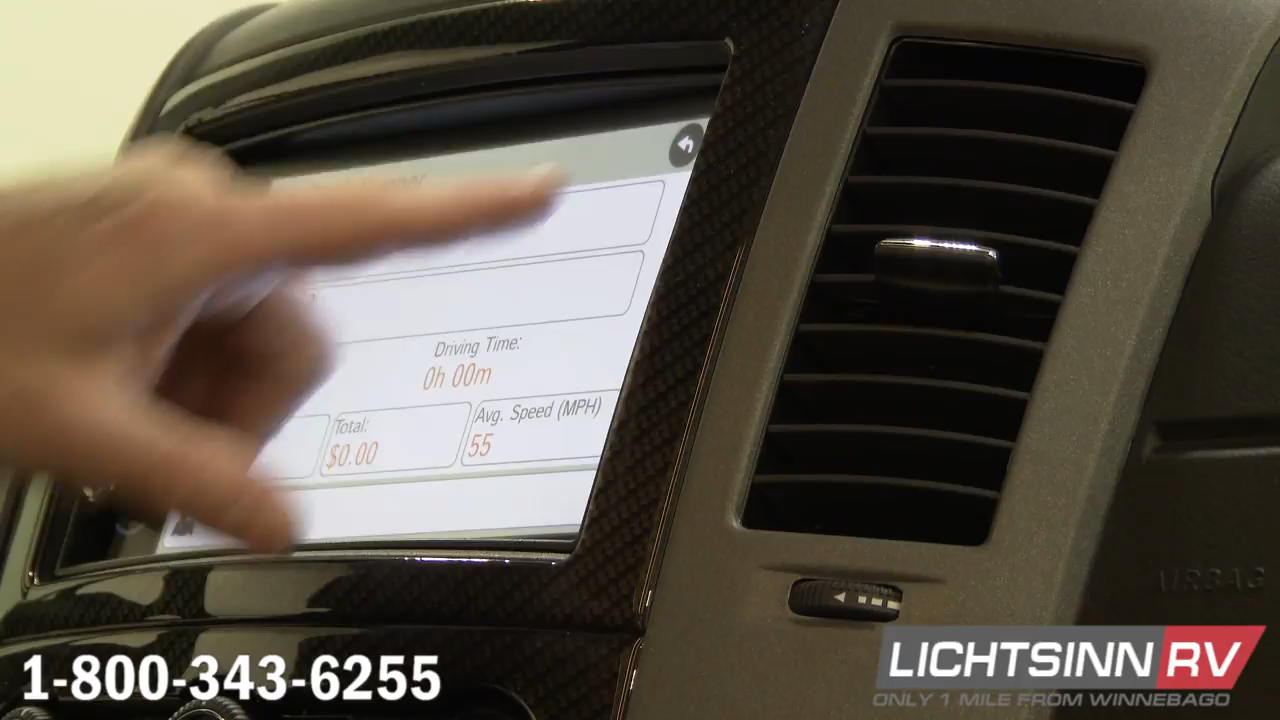 Driving Time:
0h 00m
Total:
$0.00
Avg. Speed (MPH)
55
AIRBAG
1-800-343-6255
LICHTSINN RV
ONLY 1 MILE FROM WINNEBAGO